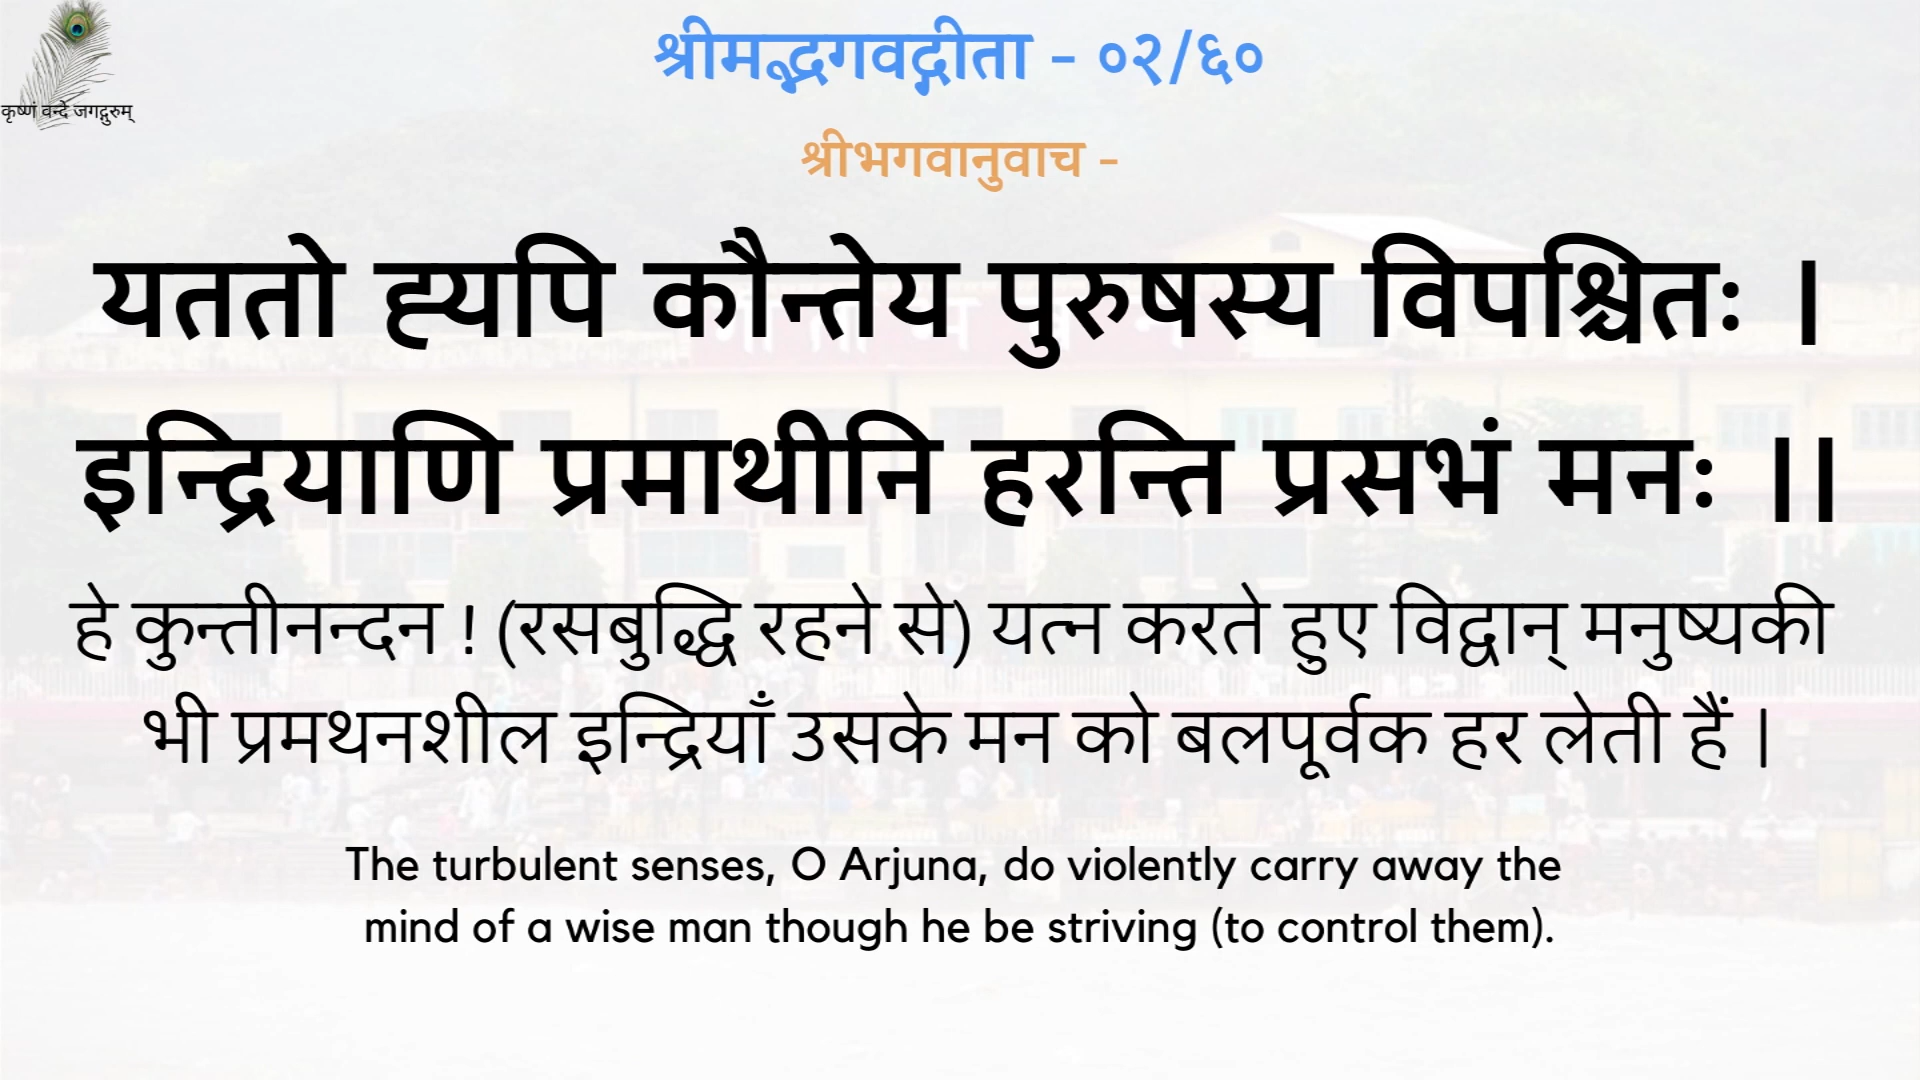 श्रीमद्भगवद्गीता - ०२/६०
कृष्णं वन्दे जगद्गुरुम्
श्रीभगवानुवाच -
यततो ह्यपि कौन्तेय पुरुषस्य विपश्चितः |
इन्द्रियाणि प्रमाथीनि हरन्ति प्रसभं मनः ||
हे कुन्तीनन्दन ! (रसबुद्धि रहने से) यत्न करते हुए विद्वान् मनुष्यकी
भी प्रमथनशील इन्द्रियाँ उसके मन को बलपूर्वक हर लेती हैं |
The turbulent senses, O Arjuna, do violently carry away the
mind of a wise man though he be striving (to control them).